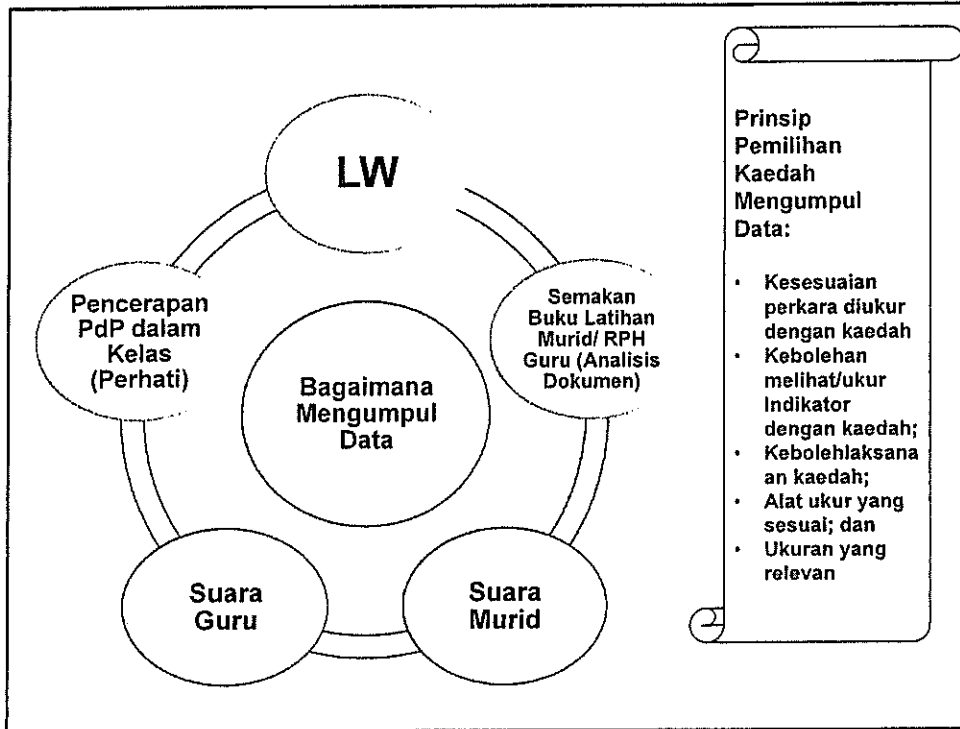 LW
Pencerapan
PdP dalam
Kelas
(Perhati)
Semakan
Buku Latihan
Murid/ RPH
Guru (Analisis
Dokumen)
Bagaimana
Mengumpul
Data
Suara
Guru
Suara
Murid
Prinsip
Pemilihan
Kaedah
Mengumpul
Data:
• Kesesuaian
perkara diukur
dengan kaedah
• Kebolehan
melihat/ukur
Indikator
dengan kaedah;
• Kebolehlaksana
an kaedah;
• Alat ukur yang
sesuai; dan
• Ukuran yang
relevan